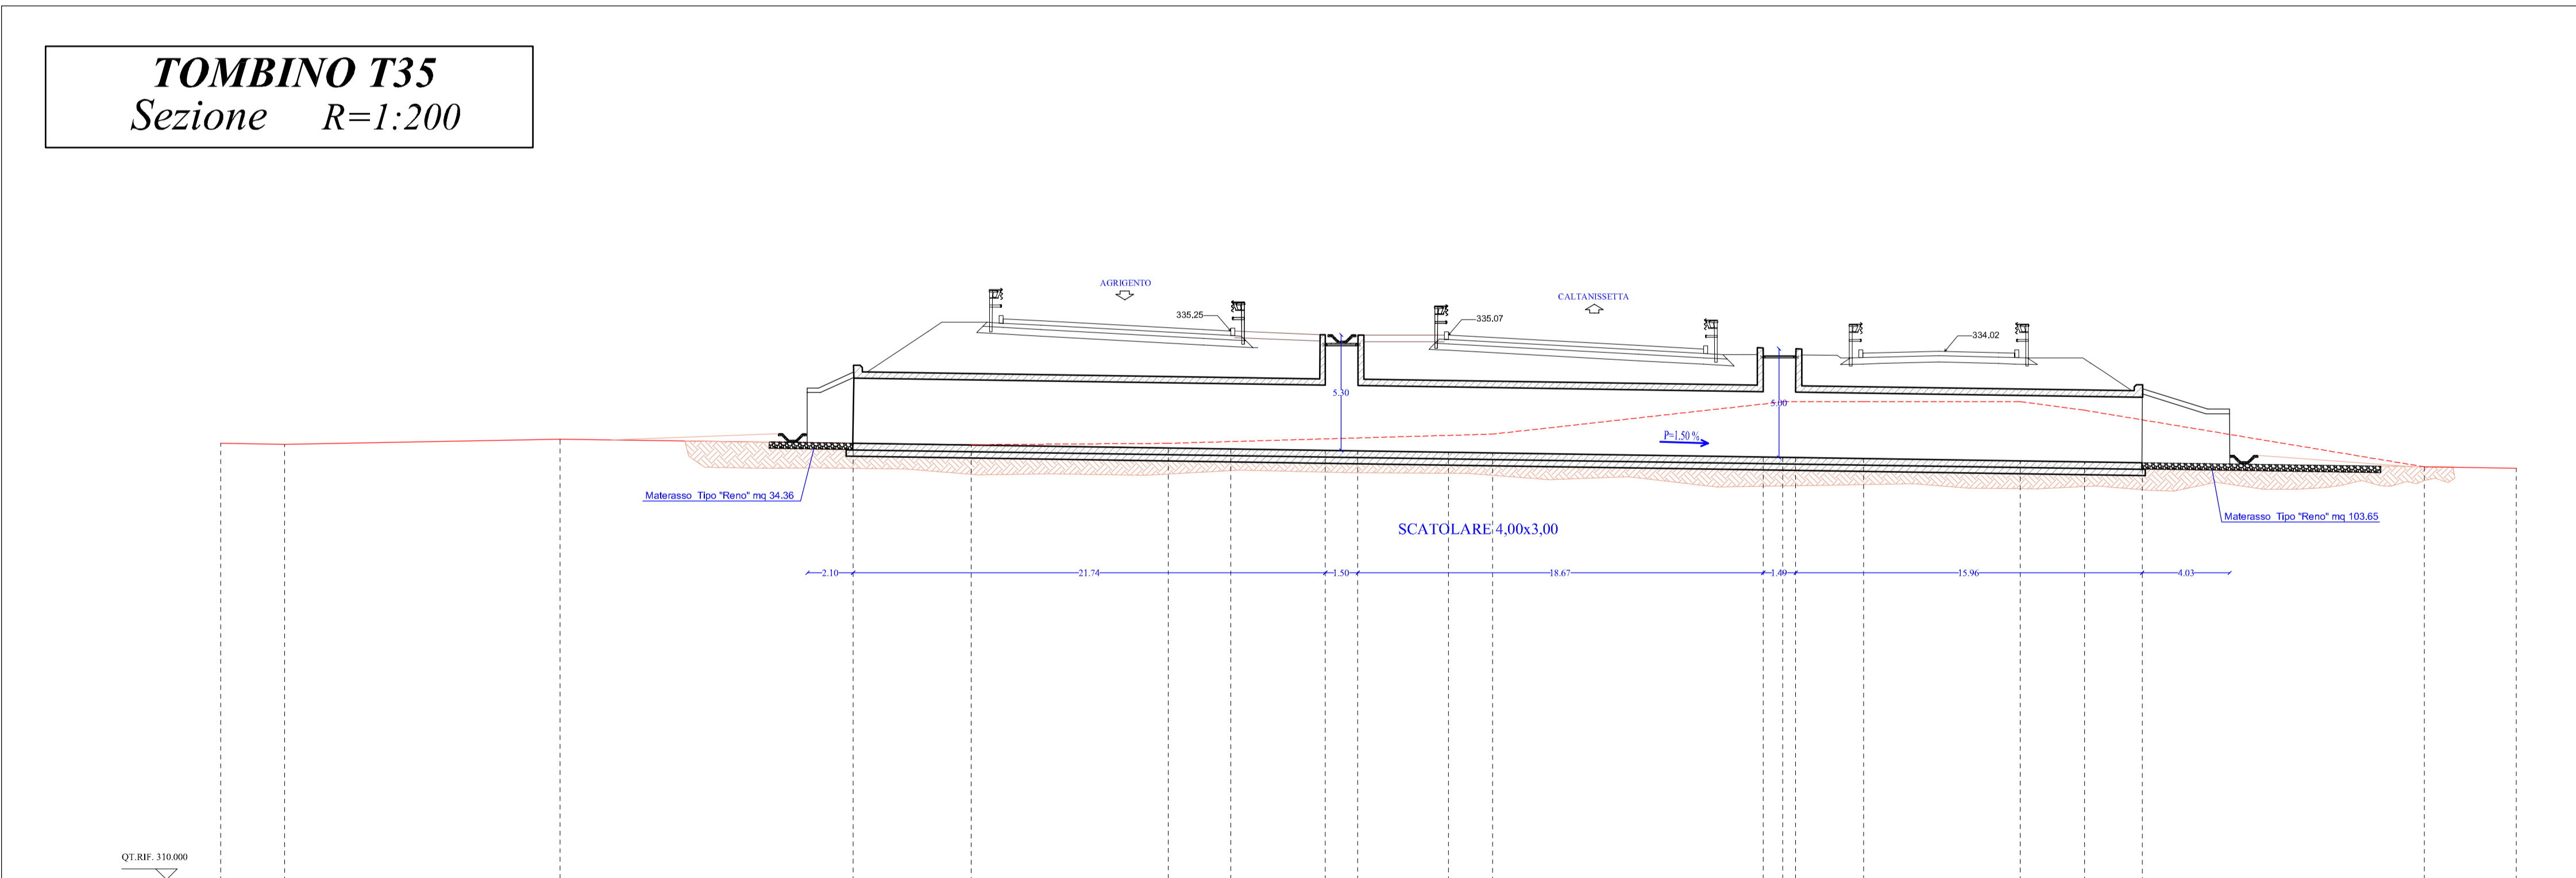 TOMBINO T35
Sezione R=1:200
AGRIGENTO
CALTANISSETTA
335,25
335.07
334.02
5.30
5.00
P=1.50 %
Materasso Tipo "Reno" mq 34.36
Materasso Tipo "Reno" mq 103.65
SCATOLARE 4,00x3,00
2.10 21.74 1.50 18.67 1.49 15.96 4.03
QT.RIF. 310.000